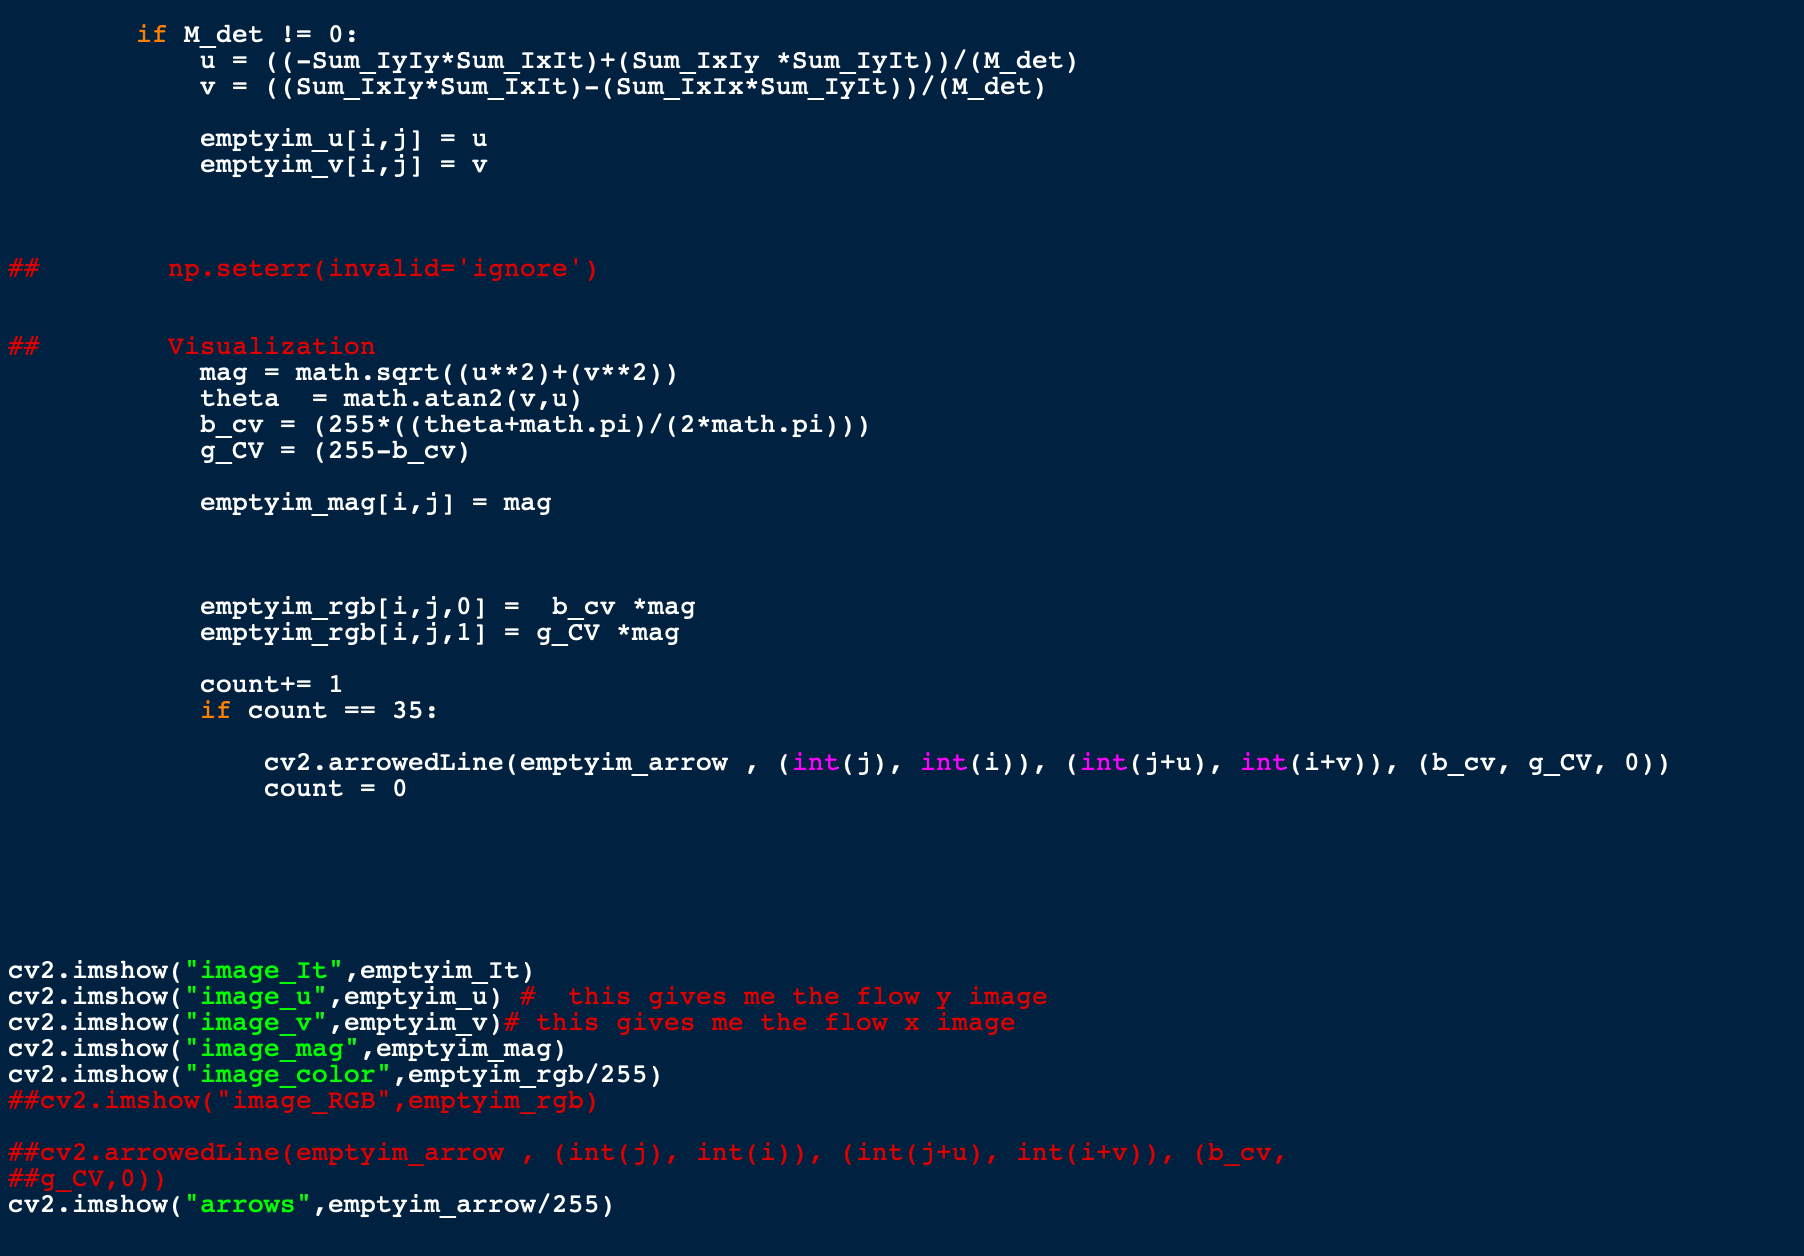 if M_det != 0:
u = ((-Sum_IyIy*Sum_IxIt)+(Sum_IxIy *Sum_IyIt))/(M_det)
v = ((Sum_IxIy*Sum_IxIt)-(Sum_IxIx*Sum_IyIt))/(M_det)
emptyim_u[i,j] = u
emptyim_v[i,j] = v
##        np.seterr(invalid='ignore')
##        Visualization
mag = math.sqrt((u**2)+(v**2))
theta  = math.atan2(v,u)
b_cv = (255*((theta+math.pi)/(2*math.pi)))
g_CV = (255-b_cv)
emptyim_mag[i,j] = mag
emptyim_rgb[i,j,0] =  b_cv *mag
emptyim_rgb[i,j,1] = g_CV *mag
count+= 1
if count == 35:
cv2.arrowedLine(emptyim_arrow , (int(j), int(i)), (int(j+u), int(i+v)), (b_cv, g_CV, 0))
count = 0
cv2.imshow("image_It",emptyim_It)
cv2.imshow("image_u",emptyim_u) #  this gives me the flow y image
cv2.imshow("image_v",emptyim_v)# this gives me the flow x image
cv2.imshow("image_mag",emptyim_mag)
cv2.imshow("image_color",emptyim_rgb/255)
##cv2.imshow("image_RGB",emptyim_rgb)
##cv2.arrowedLine(emptyim_arrow , (int(j), int(i)), (int(j+u), int(i+v)), (b_cv,
##g_CV,0))
cv2.imshow("arrows",emptyim_arrow/255)